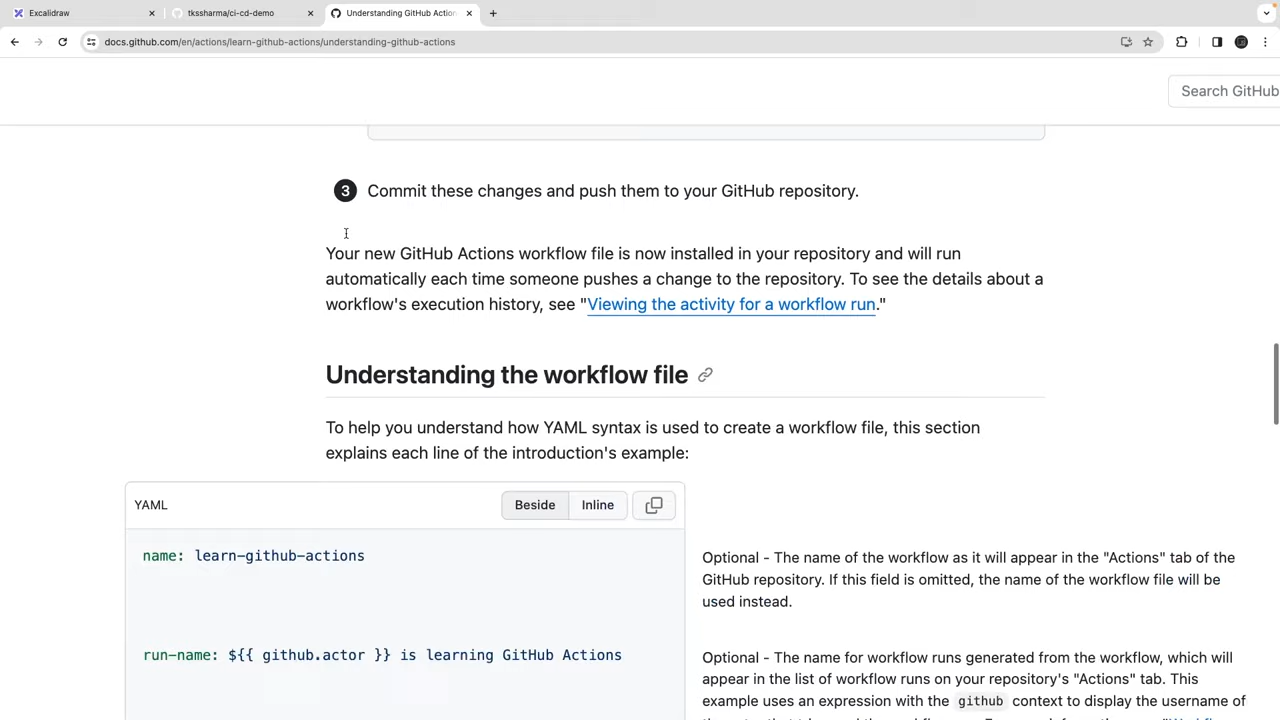 Excalidraw
tkssharma/ci-cd-demo
Understanding GitHub Action
docs.github.com/en/actions/learn-github-actions/understanding-github-actions
Search GitHub
3 Commit these changes and push them to your GitHub repository.
Your new GitHub Actions workflow file is now installed in your repository and will run
automatically each time someone pushes a change to the repository. To see the details about a
workflow's execution history, see "Viewing the activity for a workflow run."
Understanding the workflow file
To help you understand how YAML syntax is used to create a workflow file, this section
explains each line of the introduction's example:
YAML
Beside
Inline
name: learn-github-actions
Optional - The name of the workflow as it will appear in the "Actions" tab of the
GitHub repository. If this field is omitted, the name of the workflow file will be
used instead.
run-name: ${{ github.actor }} is learning GitHub Actions
Optional - The name for workflow runs generated from the workflow, which will
appear in the list of workflow runs on your repository's "Actions" tab. This
example uses an expression with the github context to display the username of